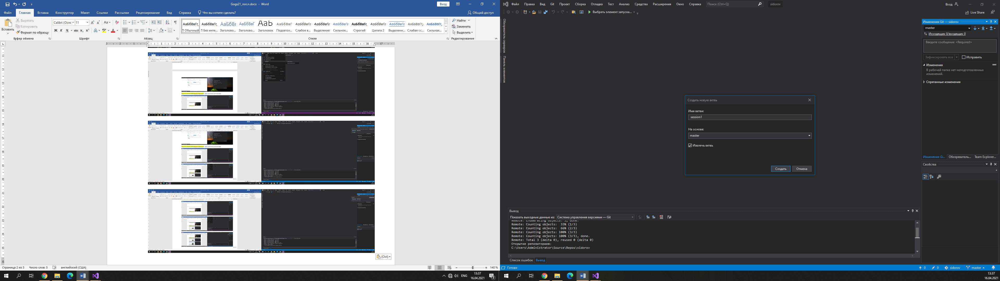 Gogs21_посл.docx - Word
Вход
Файл Главная Вставка Конструктор Макет Ссылки Рассылки Рецензирование Вид Справка Что вы хотите сделать? Общий доступ
Вставить
Вырезать
Копировать
Формат по образцу
Буфер обмена
Calibri (Оснс 11
Шрифт
Абзац
АаБбВвГг, АаБбВвГг, АаБбВв АаБбВвГ АаБ АаБбВвГ АаБбВвГг АаБбВвГг АаБбВвГг АаБбВвГг, АаБбВвГг АаБбВвГг ААБбВВГГ, ААБбВВГГ,
¶ Обычный ¶ Без инте... Заголово... Заголово... Заголовок Подзагол... Слабое в... Выделение Сильное... Строгий Цитата 2 Выделенн... Слабая сс... Сильная...
Стили
Найти
Заменить
Выделить
Редактирование
(Ctrl)
Страница 2 из 3 Число слов: 5 английский (США) 140 %
ENG 13:37
16.04.2021
3
Файл Правка Вид Git Проект Сборка Отладка Тест Анализ Средства Расширения Окно Справка Поиск (Ctrl+Q) sidorov Вход
Выбрать элемент запуска...
Live Share
Обозреватель серверов
Панель элементов
Изменения Git — sidorov
master
Исходящих 0/входящих 0
Введите сообщение <Required>
Зафиксировать все Исправить
Изменения
В рабочей папке нет неподготовленных
изменений.
Спрятанные изменения
Изменения Gi... Обозреватель... Team Explorer...
Свойства
Создать новую ветвь
Имя ветви:
session1
На основе:
master
Извлечь ветвь
Создать Отмена
Вывод
Показать выходные данные из: Система управления версиями — Git
Remote: Enumerating objects: 3, done.
Remote: Counting objects: 33% (1/3)
Remote: Counting objects: 66% (2/3)
Remote: Counting objects: 100% (3/3)
Remote: Counting objects: 100% (3/3), done.
Remote: Total 3 (delta 0), reused 0 (delta 0)
Открытие репозиториев:
C:\Users\Administrator\Source\Repos\sidorov
Список ошибок Вывод
Готово
0 0 sidorov master
13:37
16.04.2021